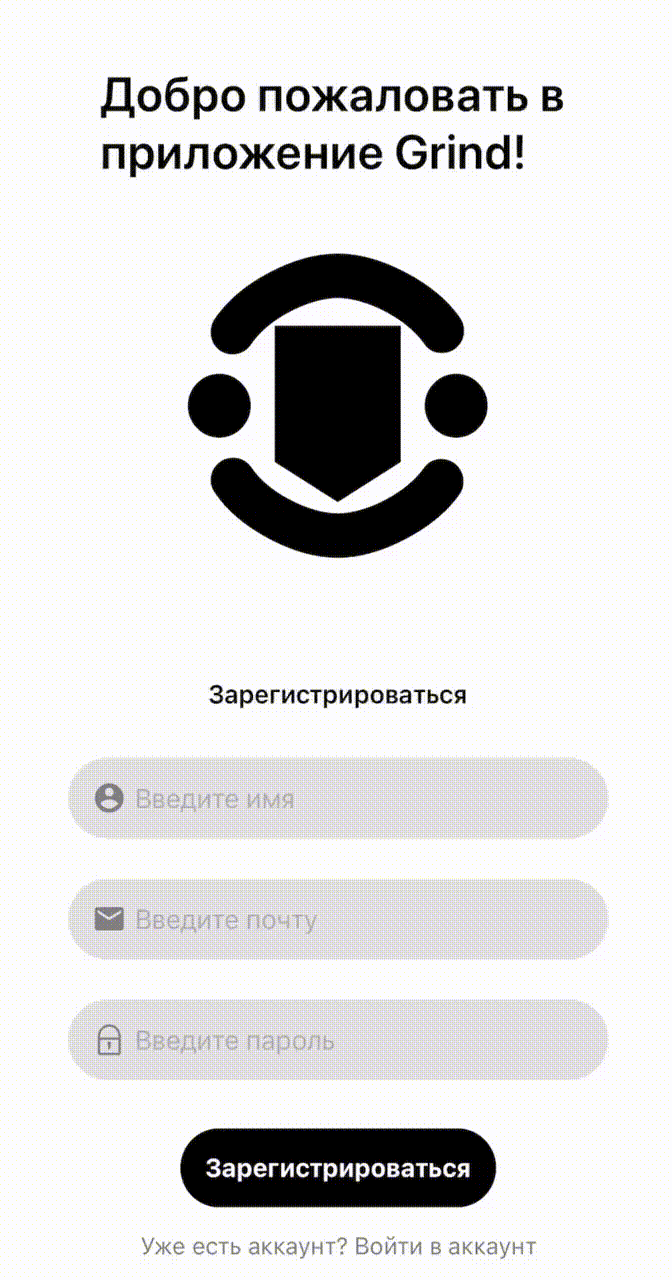 Добро пожаловать в
приложение Grind!
Зарегистрироваться
Введите имя
Введите почту
Введите пароль
Зарегистрироваться
Уже есть аккаунт? Войти в аккаунт